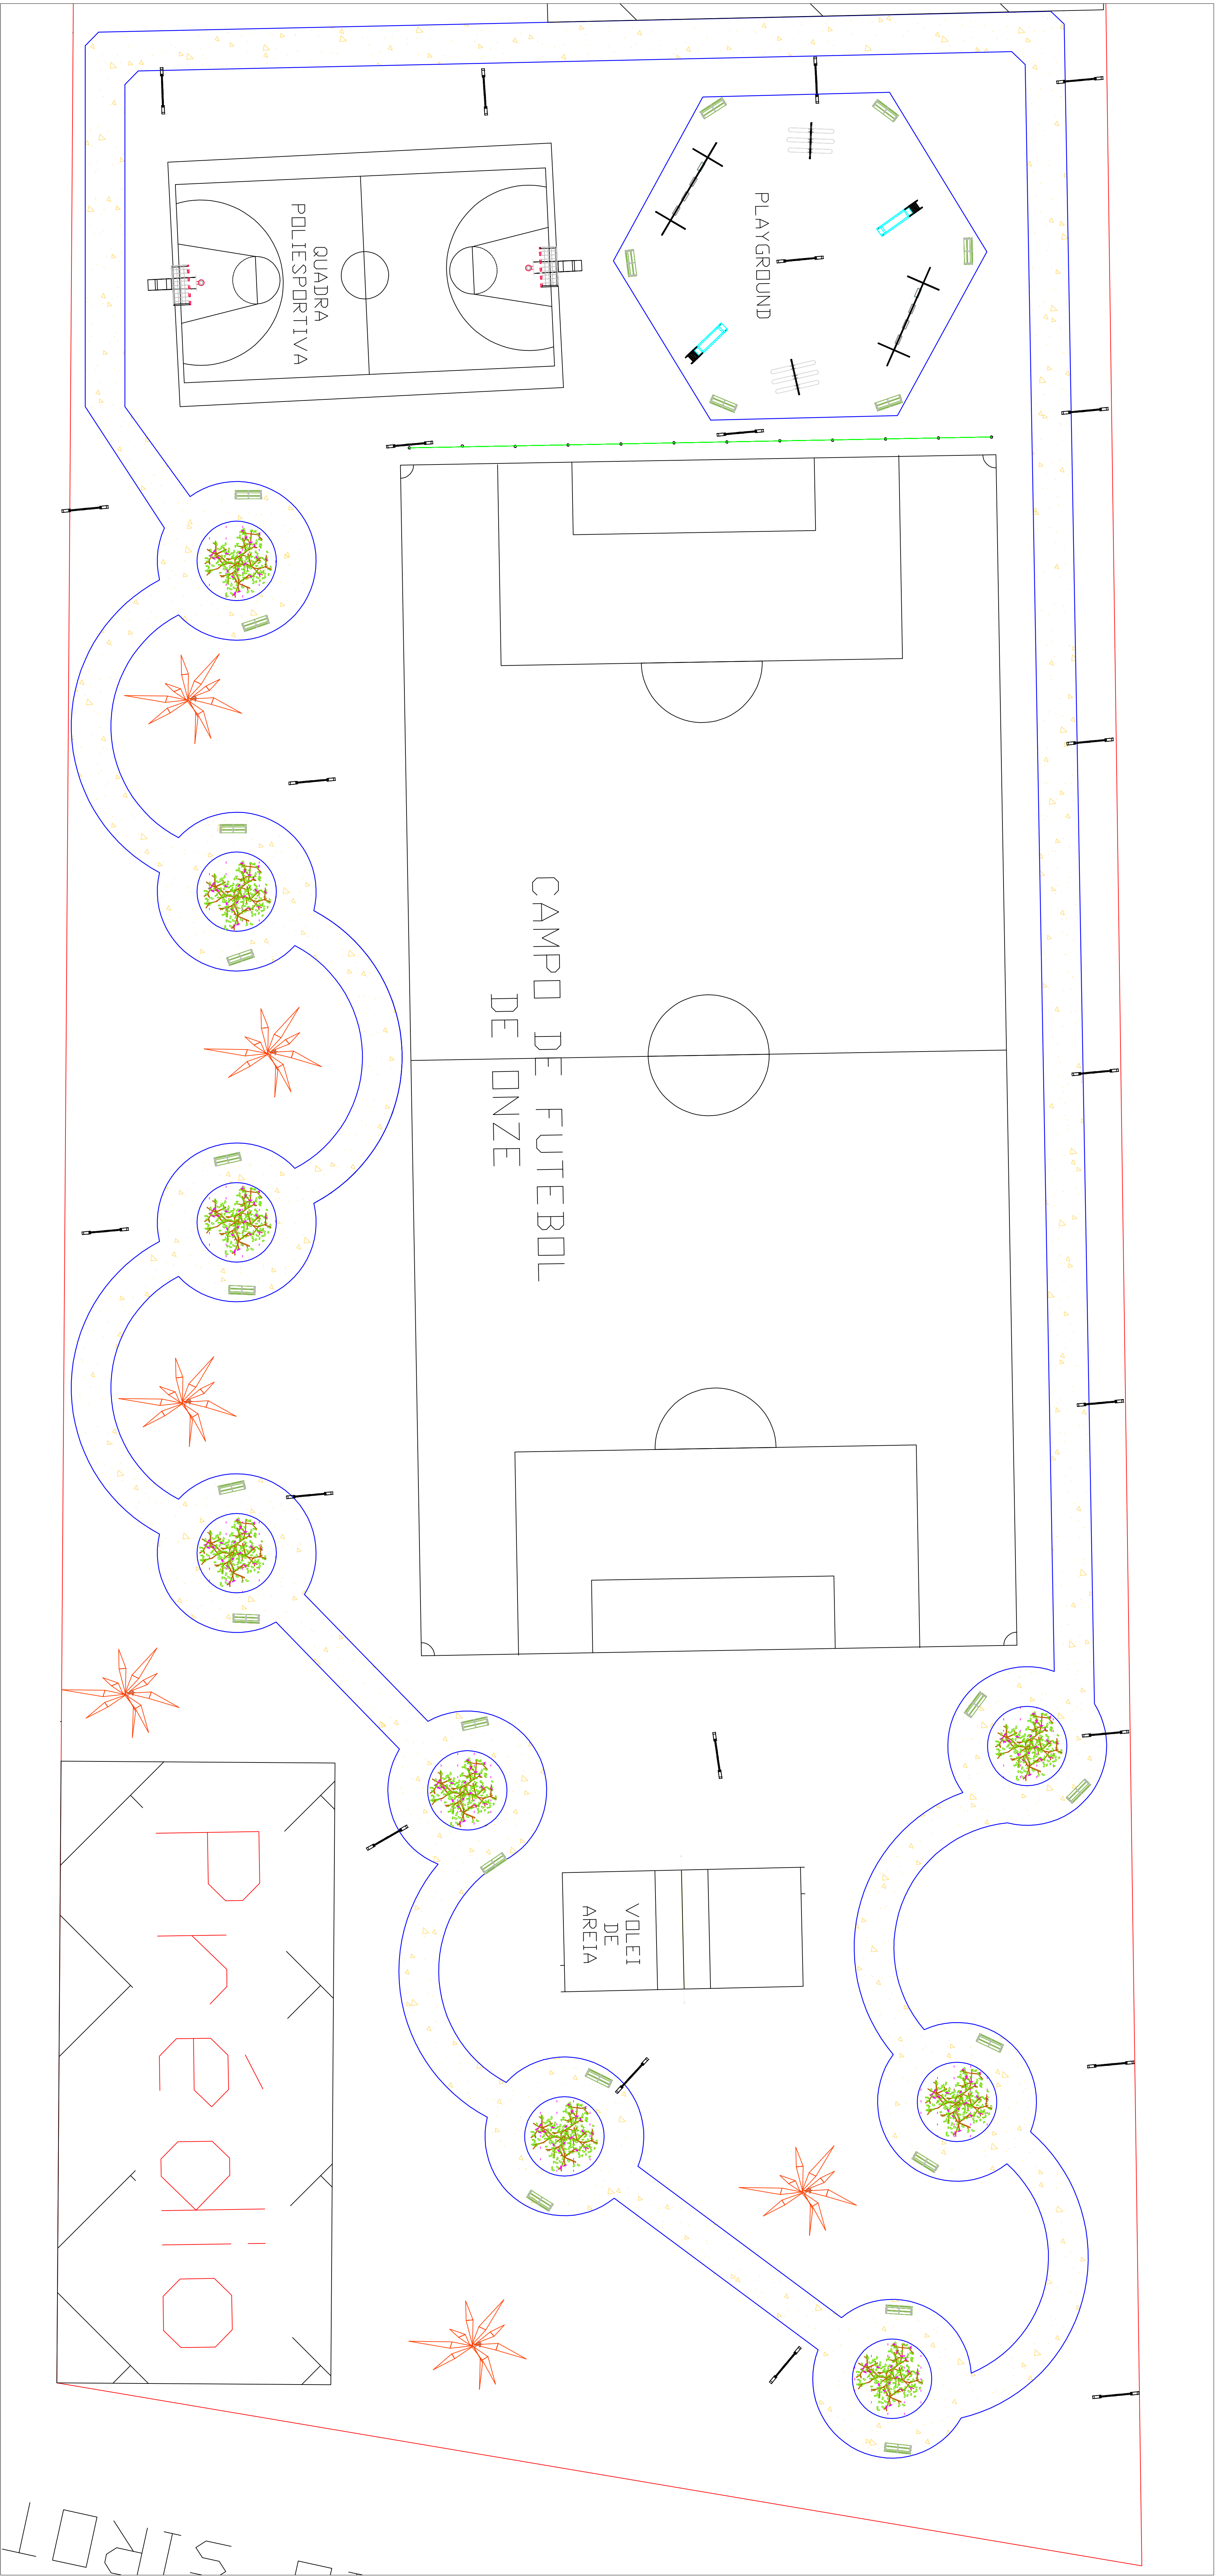 QUADRA
POLIESPORTIVA
PLAYGROUND
CAMPO DE FUTEBOL
DE ONZE
VOLEI
DE
AREIA
Prédio